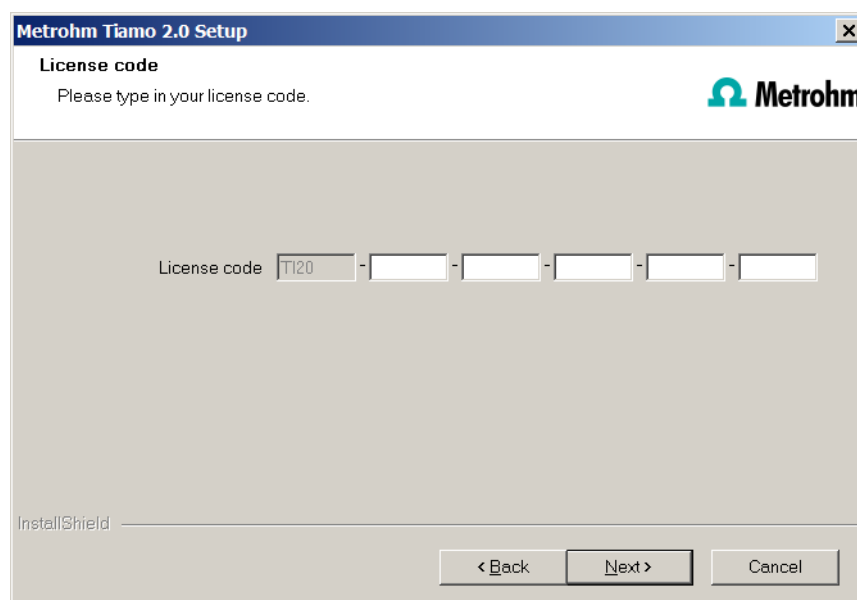 Metrohm Tiamo 2.0 Setup
License code
Please type in your license code.
Metrohm
License code TI20 - - - - -
InstallShield
< Back Next > Cancel